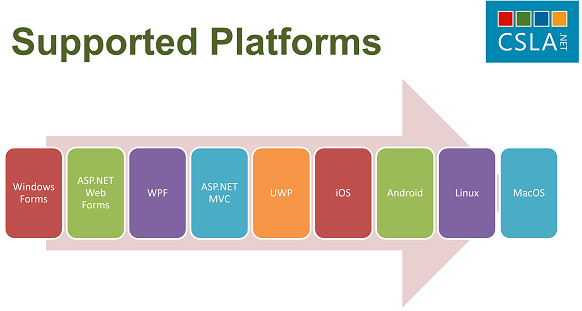 Supported Platforms
CSLA .NET
Windows
Forms
ASP.NET
Web
Forms
WPF
ASP.NET
MVC
UWP
iOS
Android
Linux
MacOS